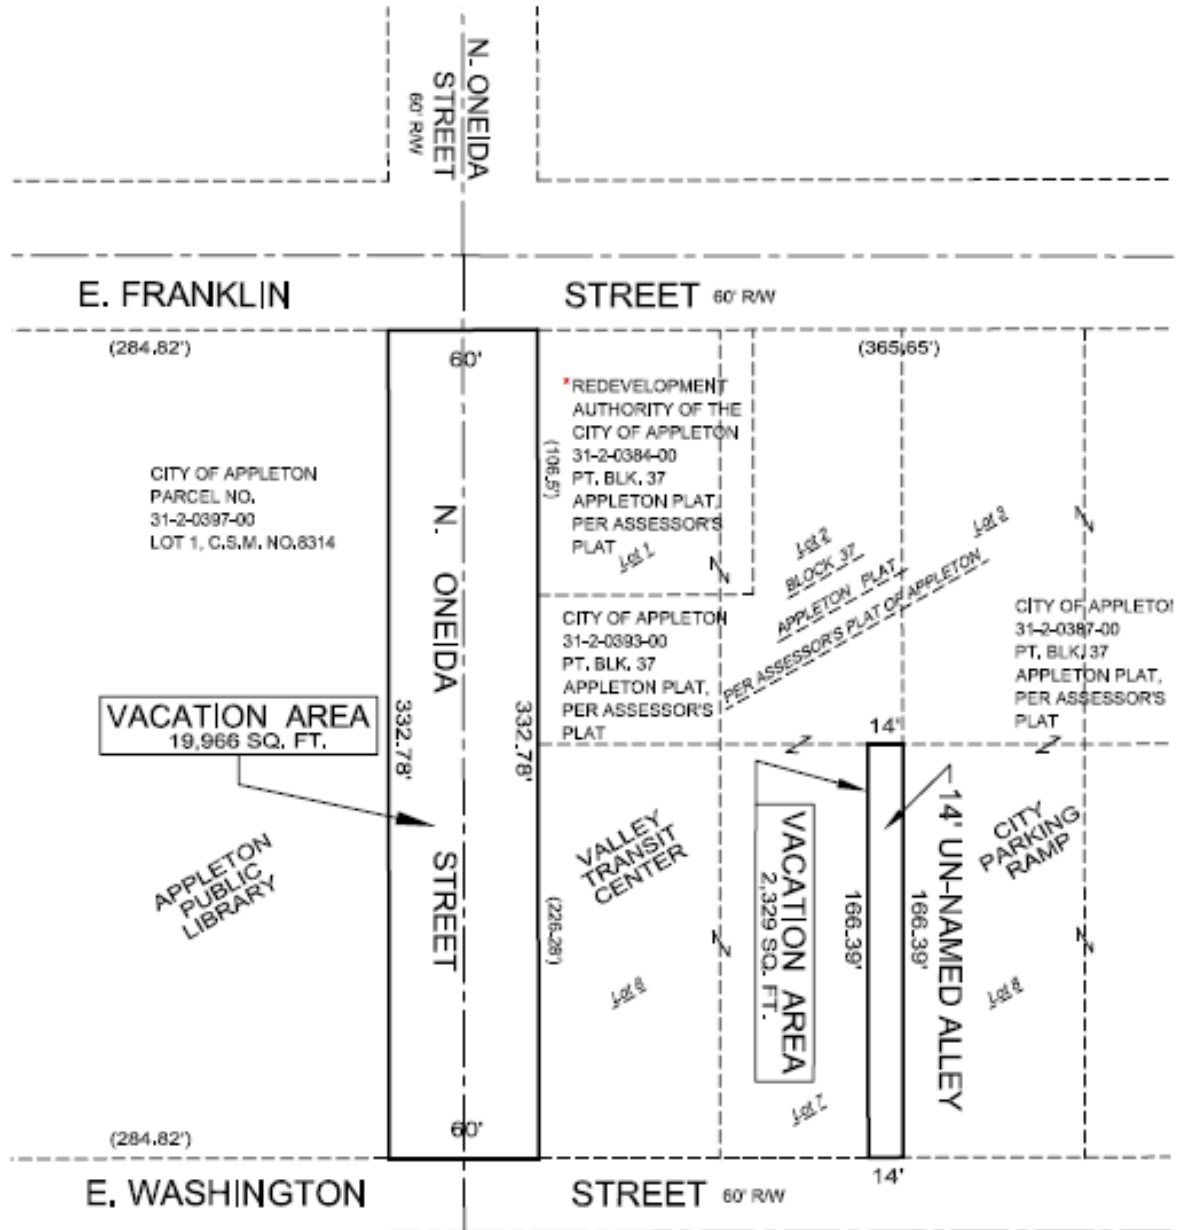 N. ONEIDA
STREET
60' R/W
E. FRANKLIN STREET 60' R/W
(284.82')
60'
(365.65')
*REDEVELOPMENT
AUTHORITY OF THE
CITY OF APPLETON
31-2-0384-00
PT. BLK. 37
APPLETON PLAT,
PER ASSESSOR'S
PLAT
Lot 1
(106.5')
CITY OF APPLETON
PARCEL NO.
31-2-0397-00
LOT 1, C.S.M. NO.8314
N. ONEIDA STREET
Lot 2
BLOCK 37
APPLETON PLAT
PER ASSESSOR'S PLAT OF APPLETON
Lot 3
CITY OF APPLETON
31-2-0393-00
PT. BLK. 37
APPLETON PLAT,
PER ASSESSOR'S
PLAT
CITY OF APPLETO
31-2-0387-00
PT. BLK. 37
APPLETON PLAT,
PER ASSESSOR'S
PLAT
VACATION AREA
19,966 SQ. FT.
332.78'
332.78'
14'
APPLETON
PUBLIC
LIBRARY
VALLEY
TRANSIT
CENTER
VACATION AREA
2,329 SQ. FT.
166.39'
166.39'
14' UN-NAMED ALLEY
CITY
PARKING
RAMP
(226.28')
Lot 6
Lot 7
Lot 8
(284.82')
60'
14'
E. WASHINGTON STREET 60' R/W